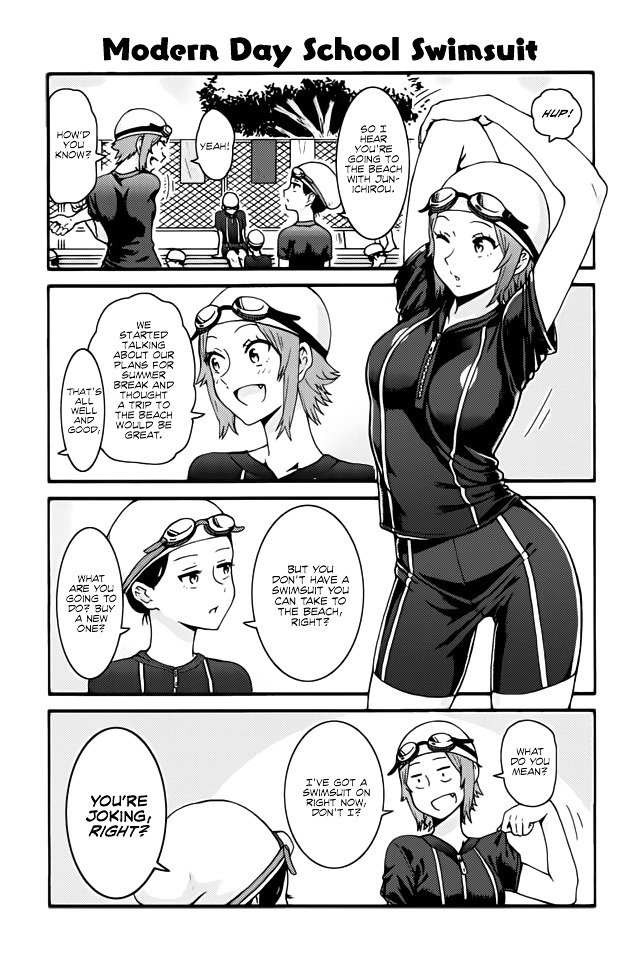 Modern Day School Swimsuit
HUP!
SO I
HEAR
YOU'RE
GOING TO
THE BEACH
WITH JUN-
ICHIROU.
YEAH!
HOW'D
YOU
KNOW?
WE
STARTED
TALKING
ABOUT OUR
PLANS FOR
SUMMER
BREAK AND
THOUGHT
A TRIP TO
THE BEACH
WOULD BE
GREAT.
THAT'S
ALL
WELL
AND
GOOD,
BUT YOU
DON'T HAVE A
SWIMSUIT YOU
CAN TAKE TO
THE BEACH,
RIGHT?
WHAT
ARE YOU
GOING TO
DO? BUY
A NEW
ONE?
WHAT
DO YOU
MEAN?
I'VE GOT A
SWIMSUIT ON
RIGHT NOW,
DON'T I?
YOU'RE
JOKING,
RIGHT?